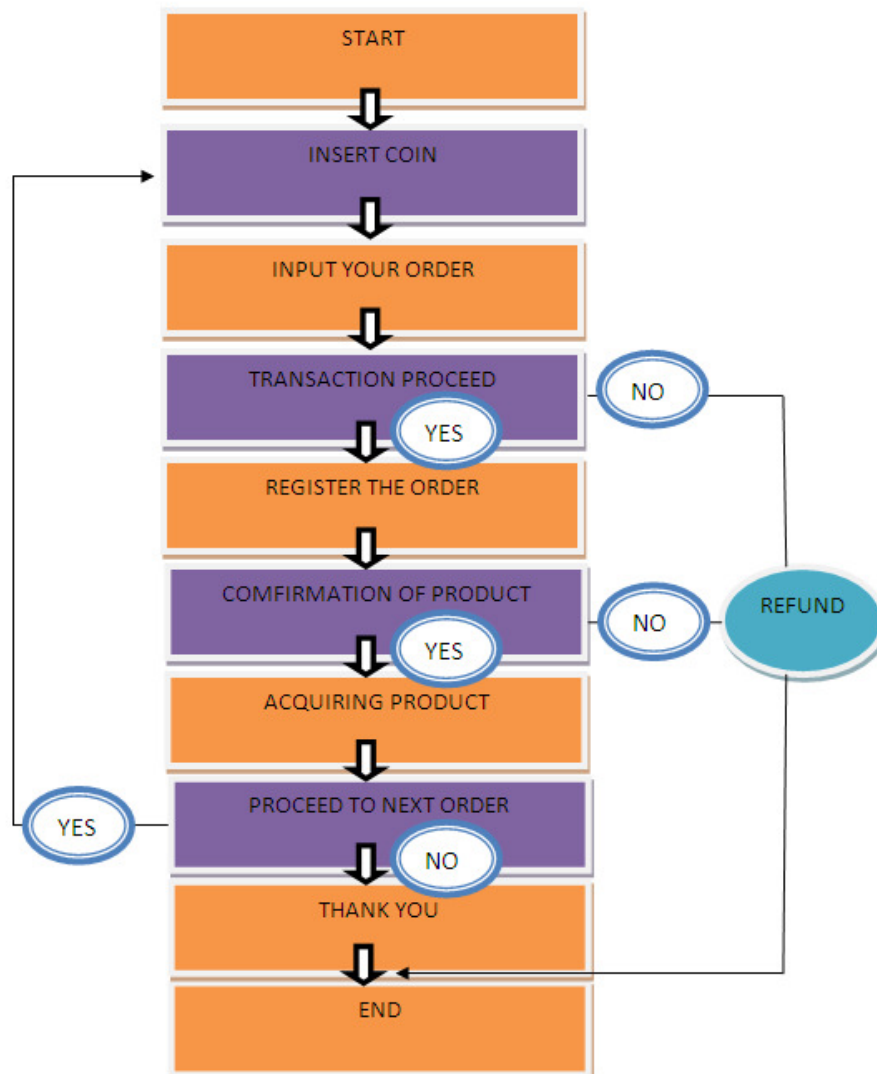 START
INSERT COIN
INPUT YOUR ORDER
TRANSACTION PROCEED
NO
YES
REGISTER THE ORDER
COMFIRMATION OF PRODUCT
NO
REFUND
YES
ACQUIRING PRODUCT
PROCEED TO NEXT ORDER
YES
NO
THANK YOU
END